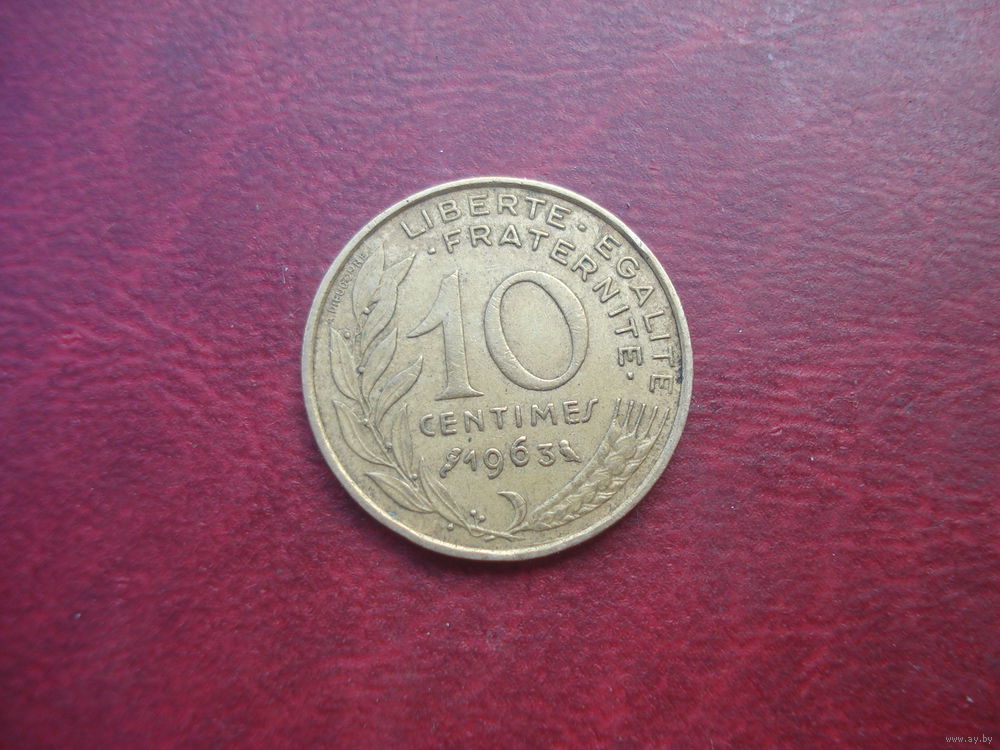 LIBERTE · EGALITE
· FRATERNITE ·
10
CENTIMES
1963
www.ay.by